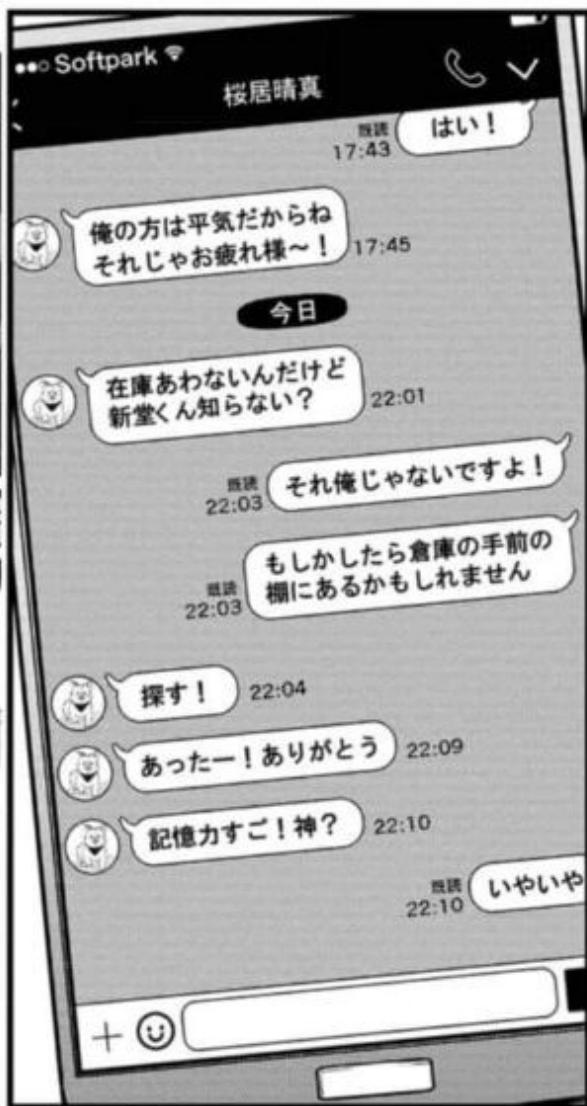 Softpark
桜居晴真
はい！
既読
17:43
俺の方は平気だからね
それじゃお疲れ様～！
17:45
今日
在庫あわないんだけど
新堂くん知らない？
22:01
それ俺じゃないですよ！
既読
22:03
もしかしたら倉庫の手前の
棚にあるかもしれません
既読
22:03
探す！
22:04
あったー！ありがとう
22:09
記憶力すご！神？
22:10
いやいや
既読
22:10